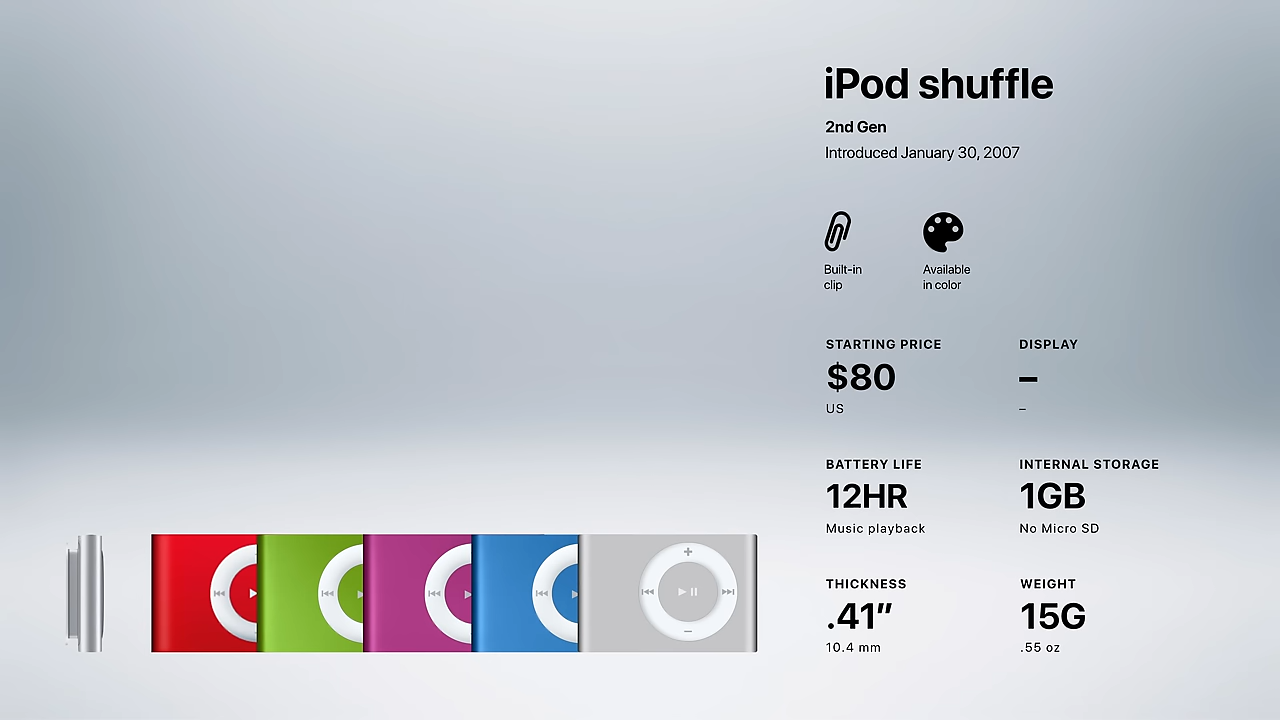 iPod shuffle
2nd Gen
Introduced January 30, 2007
Built-in
clip
Available
in color
STARTING PRICE
$80
US
DISPLAY
–
–
BATTERY LIFE
12HR
Music playback
INTERNAL STORAGE
1GB
No Micro SD
THICKNESS
.41″
10.4 mm
WEIGHT
15G
.55 oz